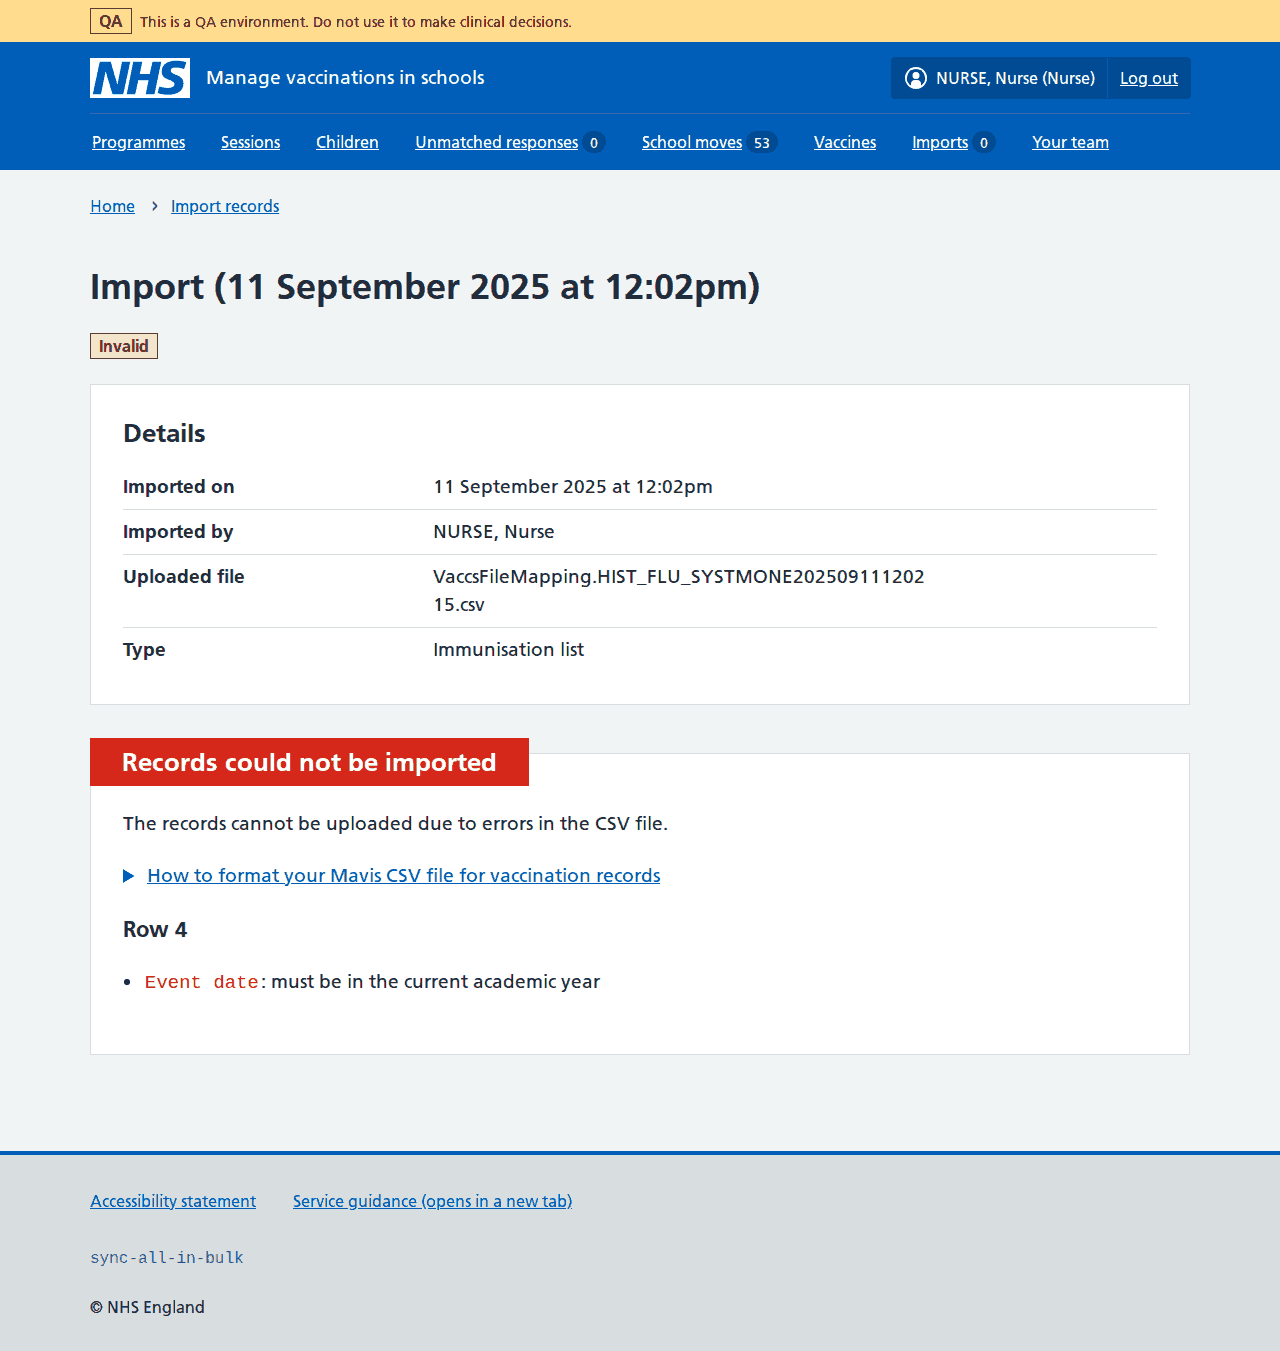 QA This is a QA environment. Do not use it to make clinical decisions.
NHS Manage vaccinations in schools NURSE, Nurse (Nurse) Log out
Programmes Sessions Children Unmatched responses 0 School moves 53 Vaccines Imports 0 Your team
Home Import records
Import (11 September 2025 at 12:02pm)
Invalid
Details
Imported on 11 September 2025 at 12:02pm
Imported by NURSE, Nurse
Uploaded file VaccsFileMapping.HIST_FLU_SYSTMONE202509111202
15.csv
Type Immunisation list
Records could not be imported
The records cannot be uploaded due to errors in the CSV file.
How to format your Mavis CSV file for vaccination records
Row 4
• Event date: must be in the current academic year
Accessibility statement Service guidance (opens in a new tab)
sync-all-in-bulk
© NHS England